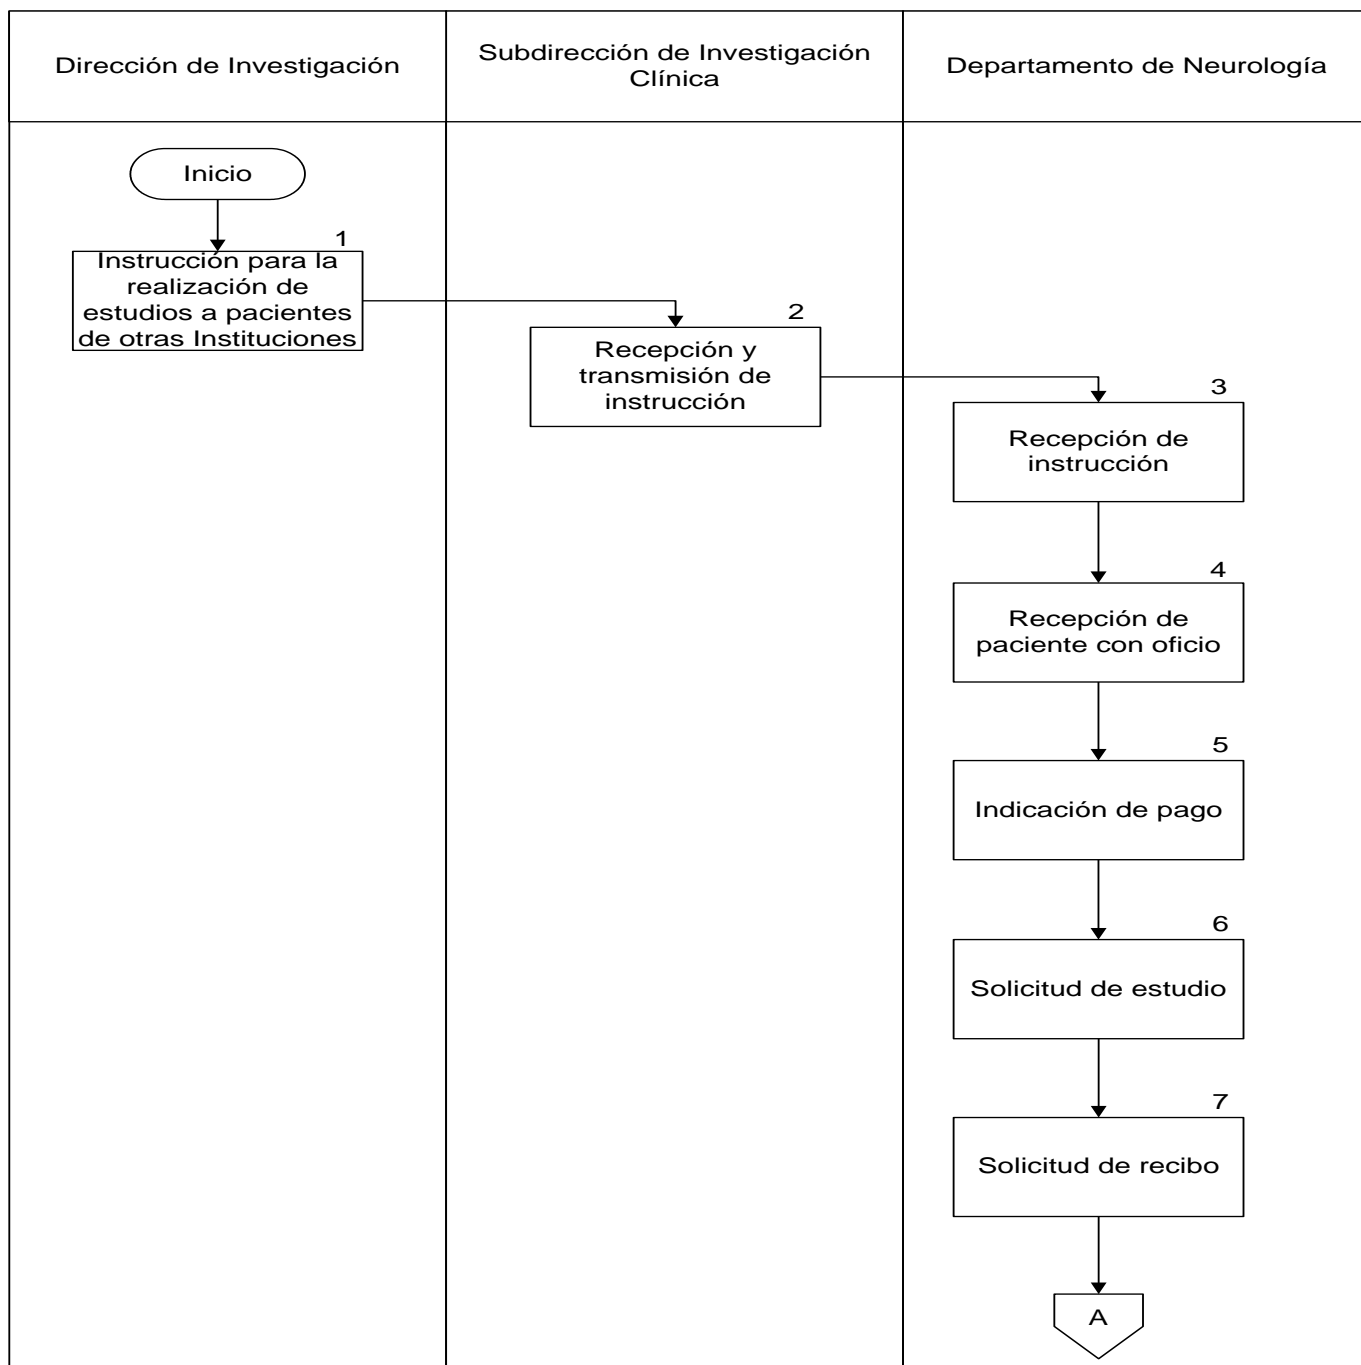 Dirección de Investigación
Subdirección de Investigación
Clínica
Departamento de Neurología
Inicio
1
Instrucción para la
realización de
estudios a pacientes
de otras Instituciones
2
Recepción y
transmisión de
instrucción
3
Recepción de
instrucción
4
Recepción de
paciente con oficio
5
Indicación de pago
6
Solicitud de estudio
7
Solicitud de recibo
A